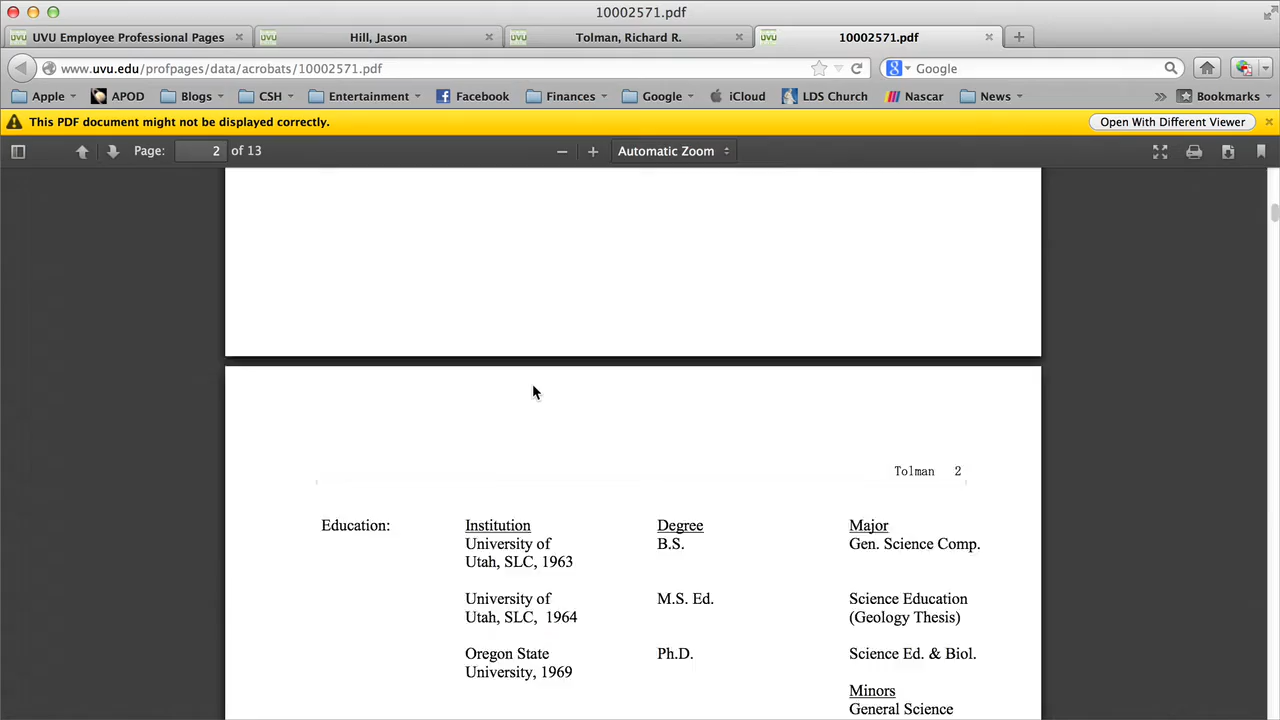 10002571.pdf
UVU UVU Employee Professional Pages UVU Hill, Jason UVU Tolman, Richard R. UVU 10002571.pdf
www.uvu.edu/profpages/data/acrobats/10002571.pdf Google
Apple APOD Blogs CSH Entertainment Facebook Finances Google iCloud LDS Church Nascar News Bookmarks
This PDF document might not be displayed correctly. Open With Different Viewer
Page: 2 of 13 Automatic Zoom
Tolman 2
Education: Institution Degree Major
University of B.S. Gen. Science Comp.
Utah, SLC, 1963
University of M.S. Ed. Science Education
Utah, SLC, 1964 (Geology Thesis)
Oregon State Ph.D. Science Ed. & Biol.
University, 1969
Minors
General Science